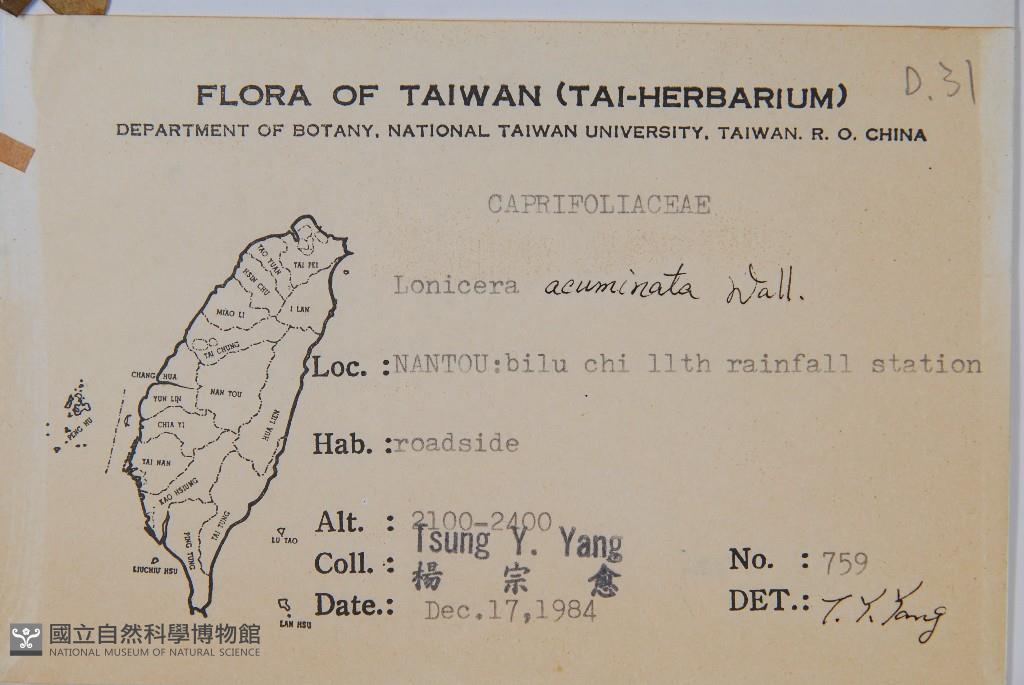 D.31
FLORA OF TAIWAN (TAI-HERBARIUM)
DEPARTMENT OF BOTANY, NATIONAL TAIWAN UNIVERSITY, TAIWAN. R. O. CHINA
CAPRIFOLIACEAE
Lonicera acuminata Wall.
Loc. : NANTOU:bilu chi 11th rainfall station
Hab. : roadside
Alt. : 2100-2400
Coll. : Tsung Y. Yang
楊 宗 愈
No. : 759
Date.: Dec.17,1984
DET.: T. Y. Yang
TAI PEI
TAO YUAN
HSIN CHU
I LAN
MIAO LI
TAI CHUNG
CHANG HUA
NAN TOU
YUN LIN
HUA LIEN
CHIA YI
PENG HU
TAI NAN
KAO HSIUNG
TAI TUNG
PING TUNG
LU TAO
LIUCHIU HSU
LAN HSU
國立自然科學博物館
NATIONAL MUSEUM OF NATURAL SCIENCE